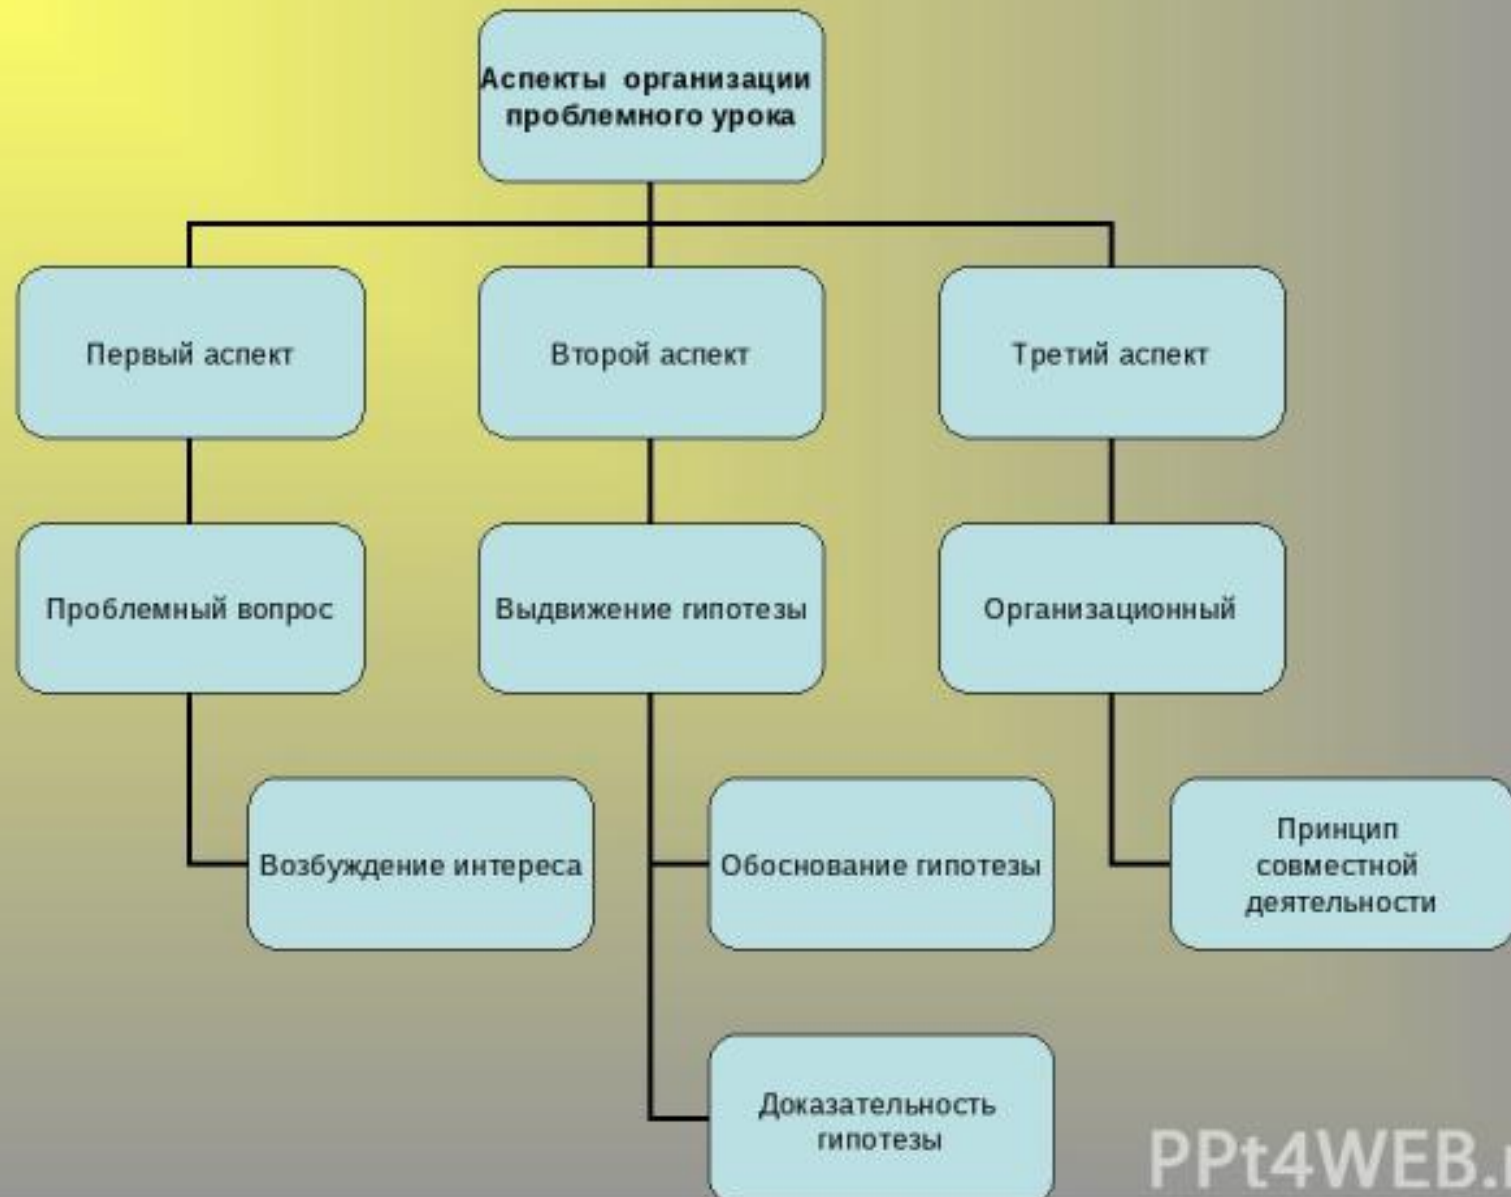 Аспекты организации
проблемного урока
Первый аспект
Второй аспект
Третий аспект
Проблемный вопрос
Выдвижение гипотезы
Организационный
Возбуждение интереса
Обоснование гипотезы
Принцип
совместной
деятельности
Доказательность
гипотезы
PPt4WEB.